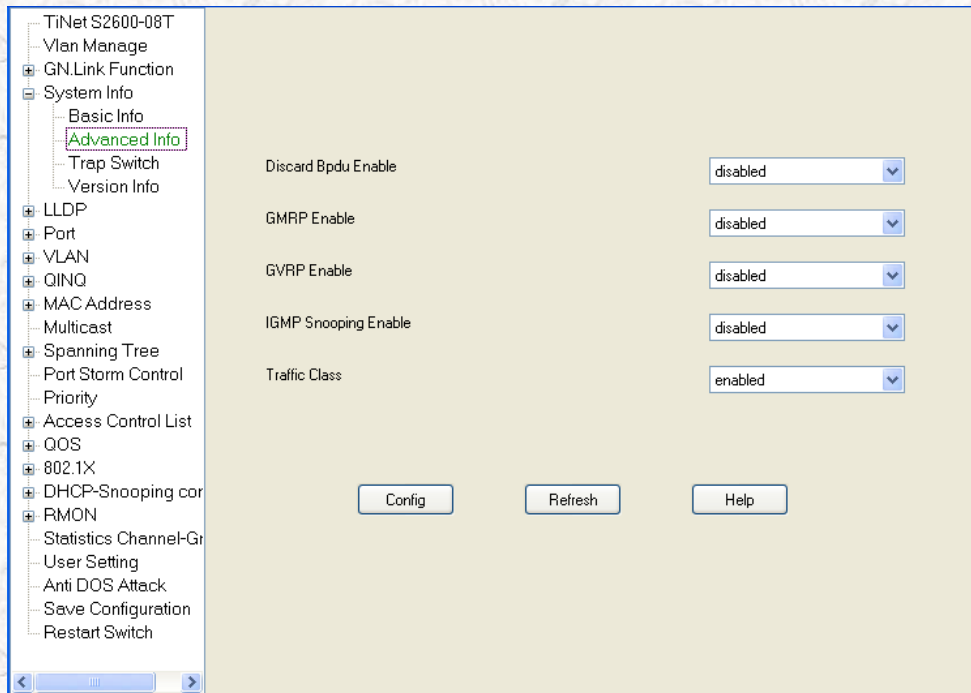 TiNet S2600-08T
Vlan Manage
GN.Link Function
System Info
Basic Info
Advanced Info
Trap Switch
Version Info
LLDP
Port
VLAN
QINQ
MAC Address
Multicast
Spanning Tree
Port Storm Control
Priority
Access Control List
QOS
802.1X
DHCP-Snooping cor
RMON
Statistics Channel-Gr
User Setting
Anti DOS Attack
Save Configuration
Restart Switch
Discard Bpdu Enable disabled
GMRP Enable disabled
GVRP Enable disabled
IGMP Snooping Enable disabled
Traffic Class enabled
Config Refresh Help